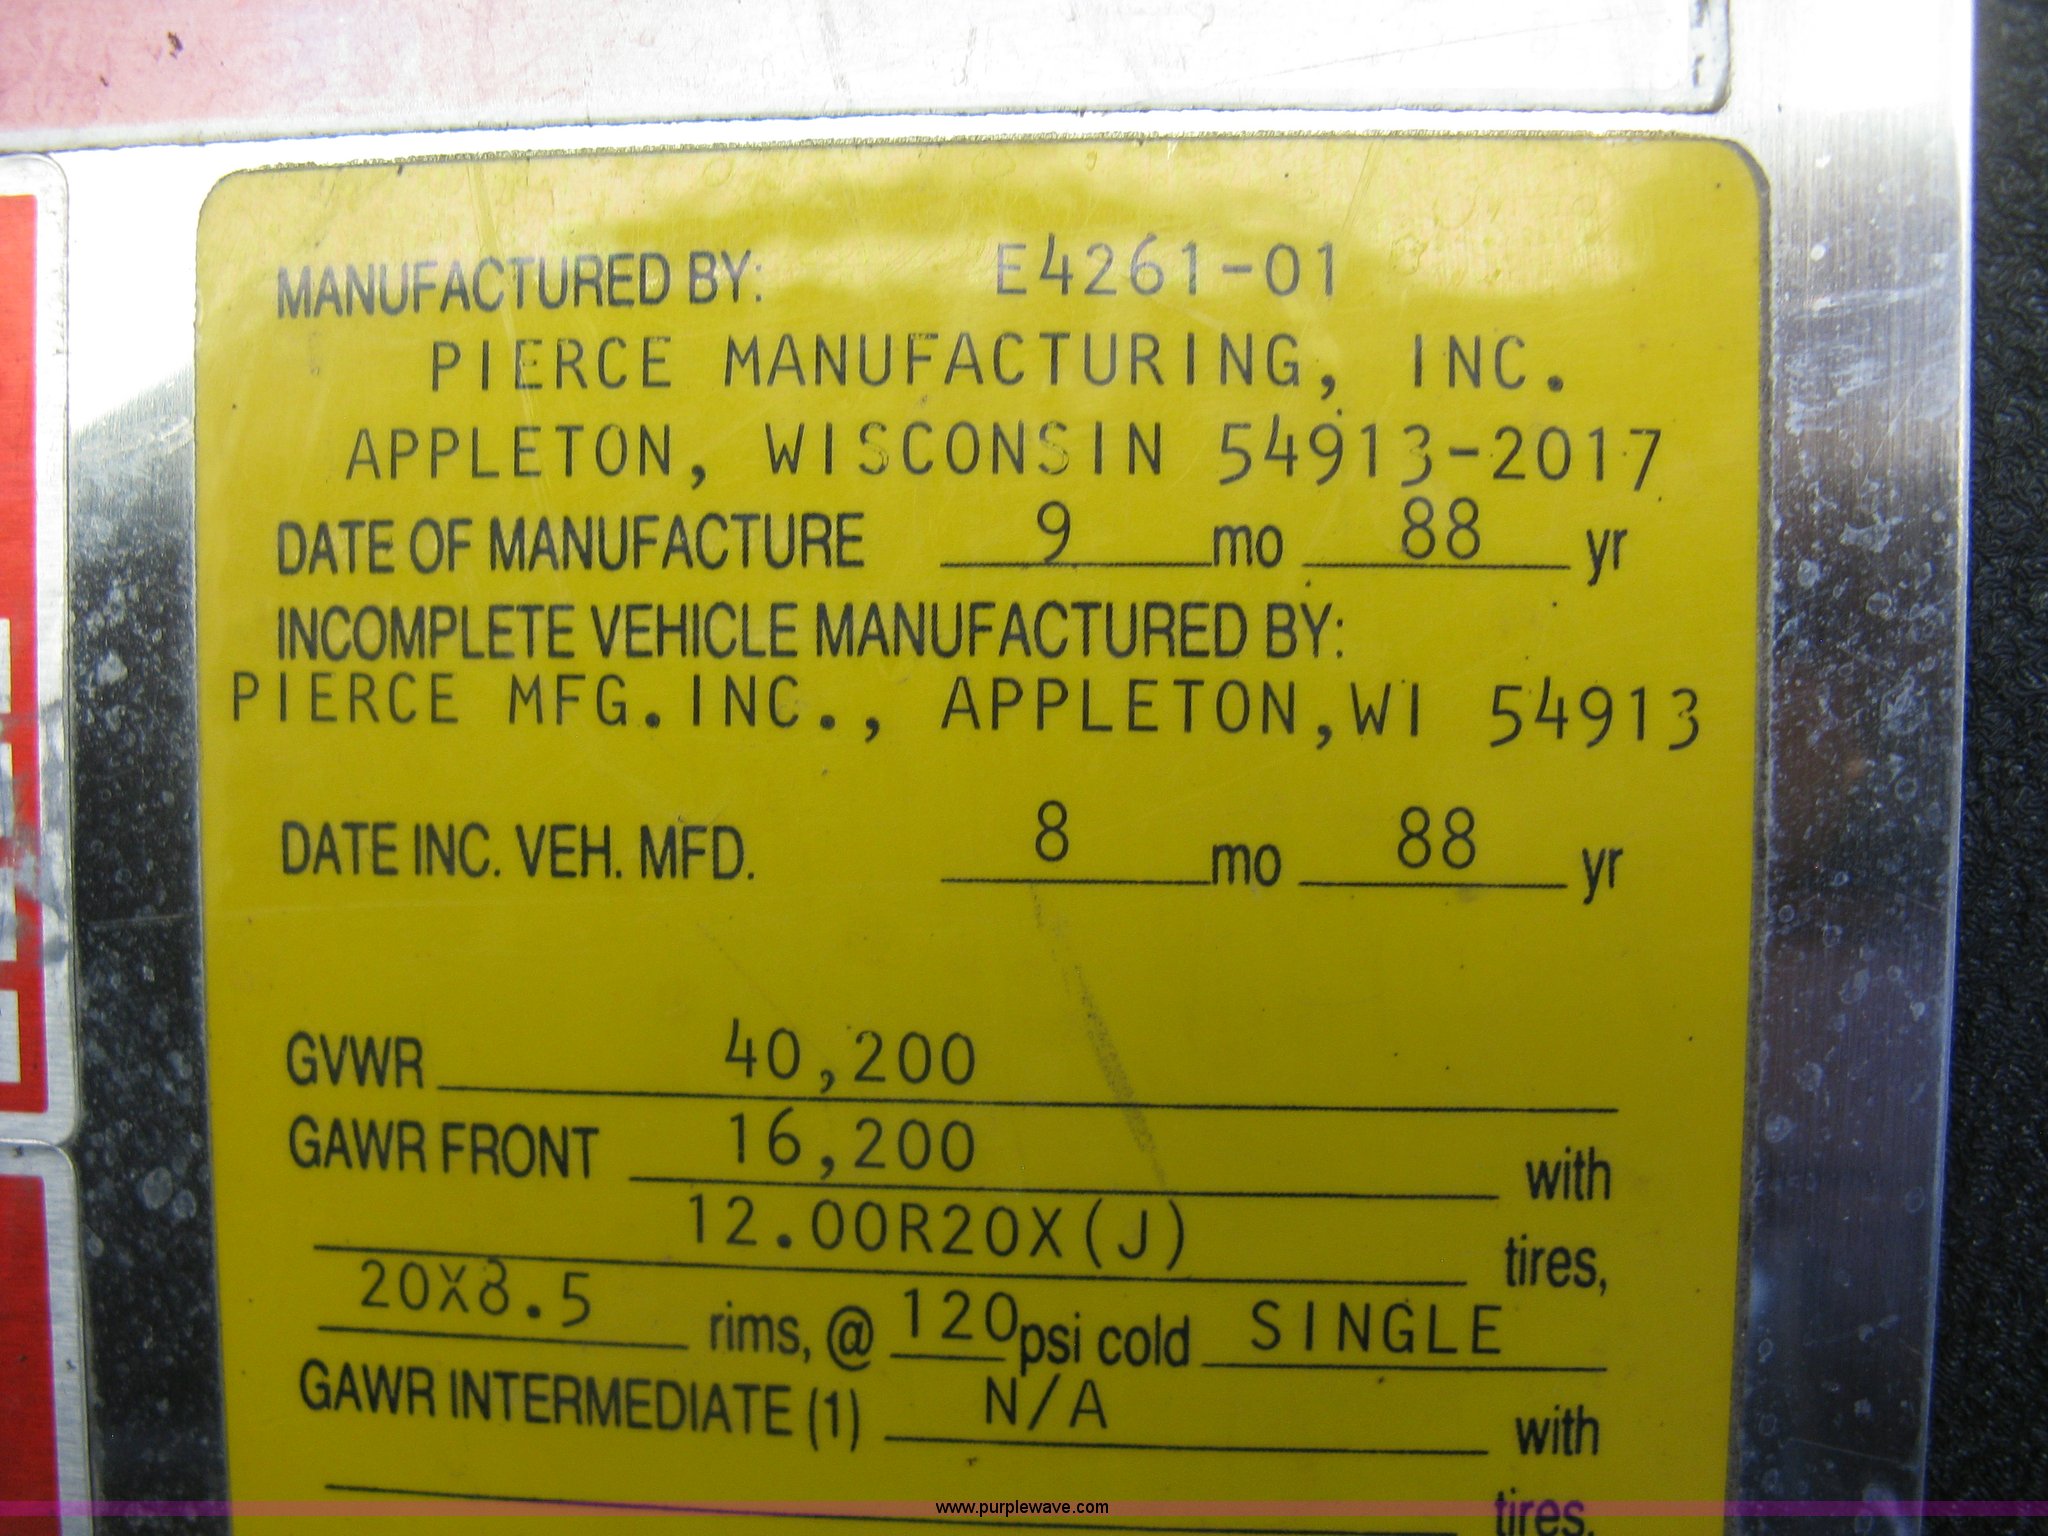 MANUFACTURED BY: E4261-01
PIERCE MANUFACTURING, INC.
APPLETON, WISCONSIN 54913-2017
DATE OF MANUFACTURE 9 mo 88 yr
INCOMPLETE VEHICLE MANUFACTURED BY:
PIERCE MFG.INC., APPLETON,WI 54913
DATE INC. VEH. MFD. 8 mo 88 yr
GVWR 40,200
GAWR FRONT 16,200 with
12.00R20X(J) tires,
20X8.5 rims, @ 120 psi cold SINGLE
GAWR INTERMEDIATE (1) N/A with
tires,
www.purplewave.com